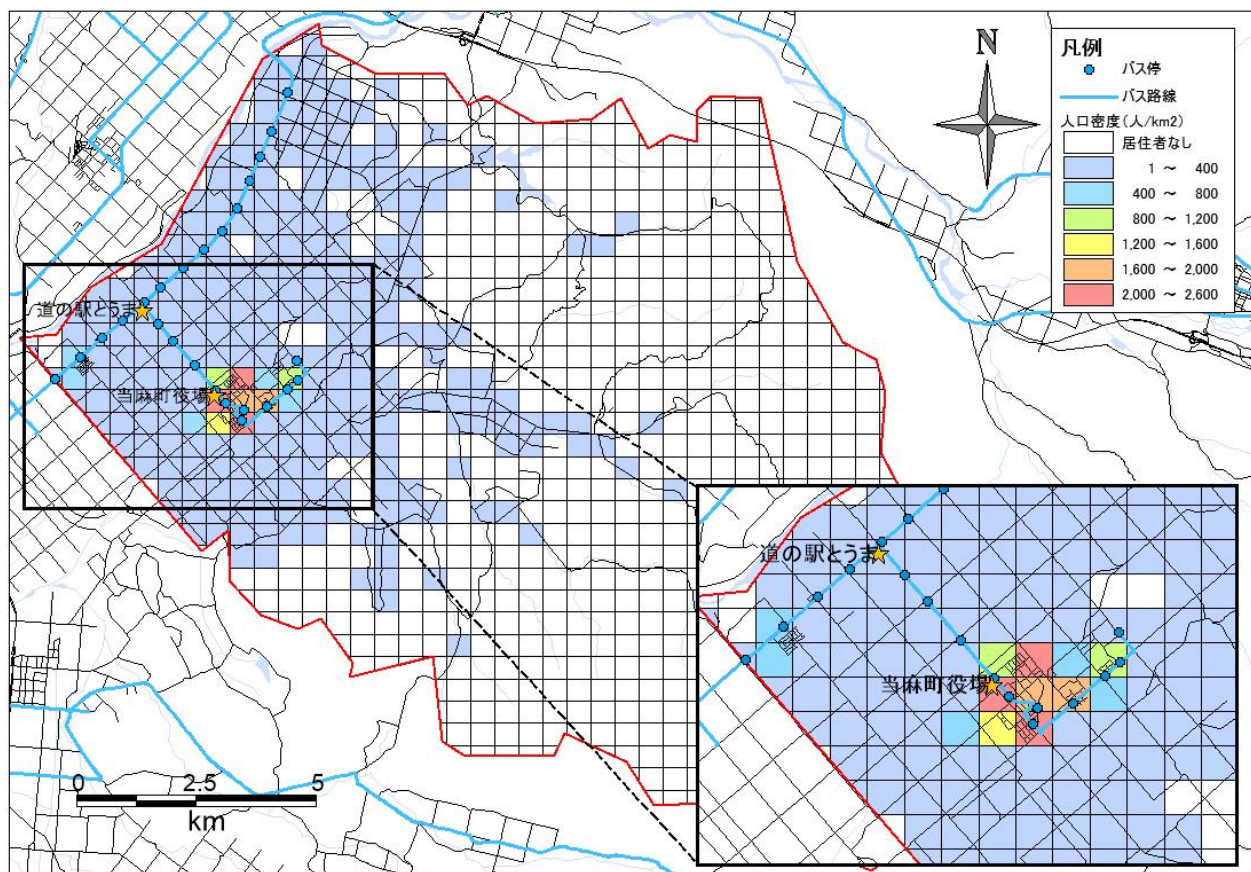 N
凡例
バス停
バス路線
人口密度(人/km2)
居住者なし
1 ～ 400
400 ～ 800
800 ～ 1,200
1,200 ～ 1,600
1,600 ～ 2,000
2,000 ～ 2,600
道の駅とうま
当麻町役場
道の駅とうま
当麻町役場
0 2.5 5
km